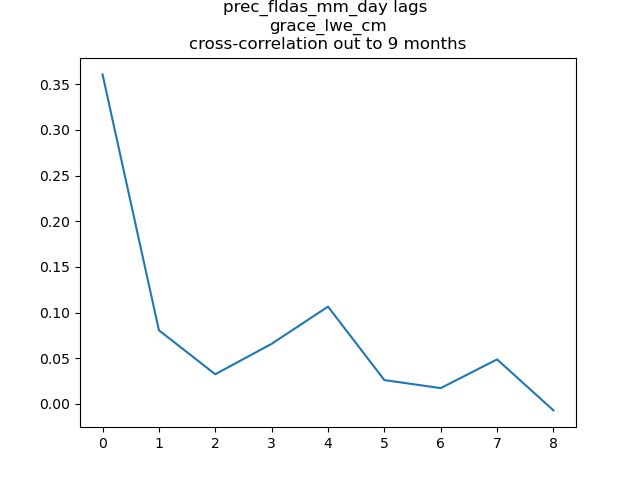 prec_fldas_mm_day lags
grace_lwe_cm
cross-correlation out to 9 months
0.35
0.30
0.25
0.20
0.15
0.10
0.05
0.00
0 1 2 3 4 5 6 7 8